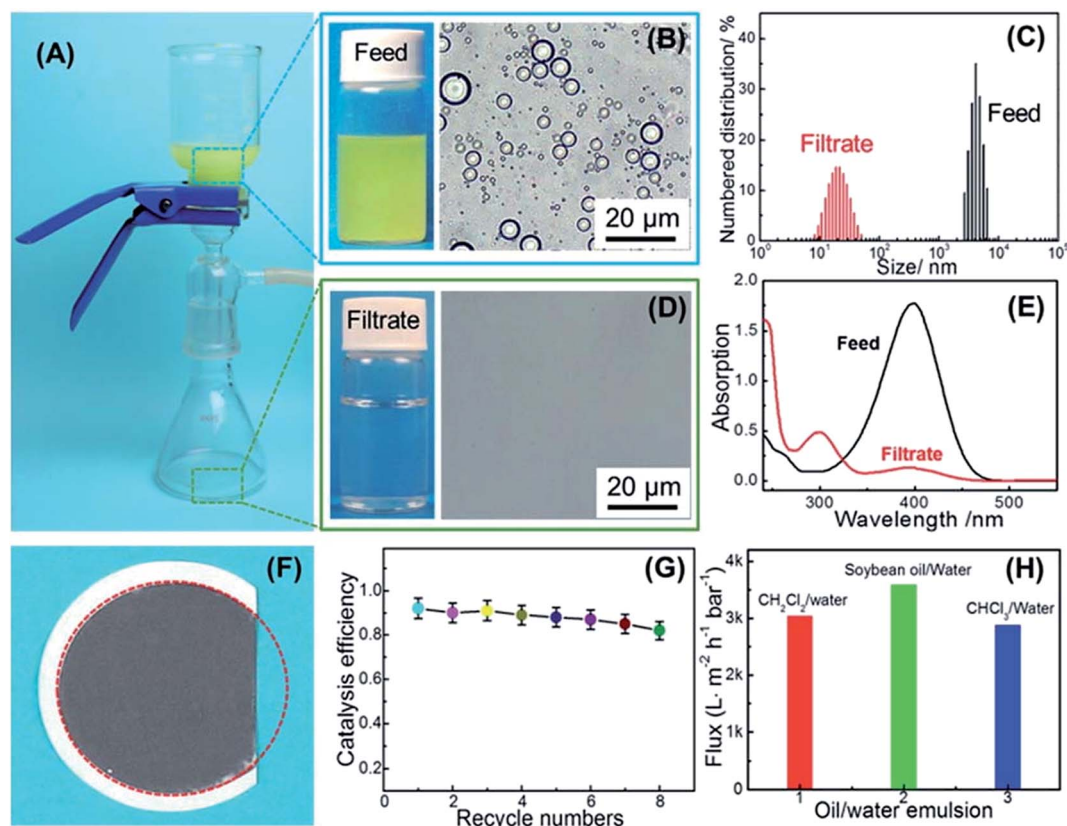 (A)
Feed
(B)
20 µm
(C)
Numbered distribution/ %
40
30
20
10
0
Filtrate
Feed
10⁰ 10¹ 10² 10³ 10⁴ 10⁵
Size/ nm
Filtrate
(D)
20 µm
(E)
Absorption
2.0
1.5
1.0
0.5
0.0
Feed
Filtrate
300 400 500
Wavelength /nm
(F)
(G)
Catalysis efficiency
1.0
0.8
0.6
0.4
0.2
0 2 4 6 8
Recycle numbers
(H)
Flux (L· m⁻² h⁻¹ bar⁻¹)
4k
3k
2k
1k
0
CH₂Cl₂/water
Soybean oil/Water
CHCl₃/Water
1 2 3
Oil/water emulsion